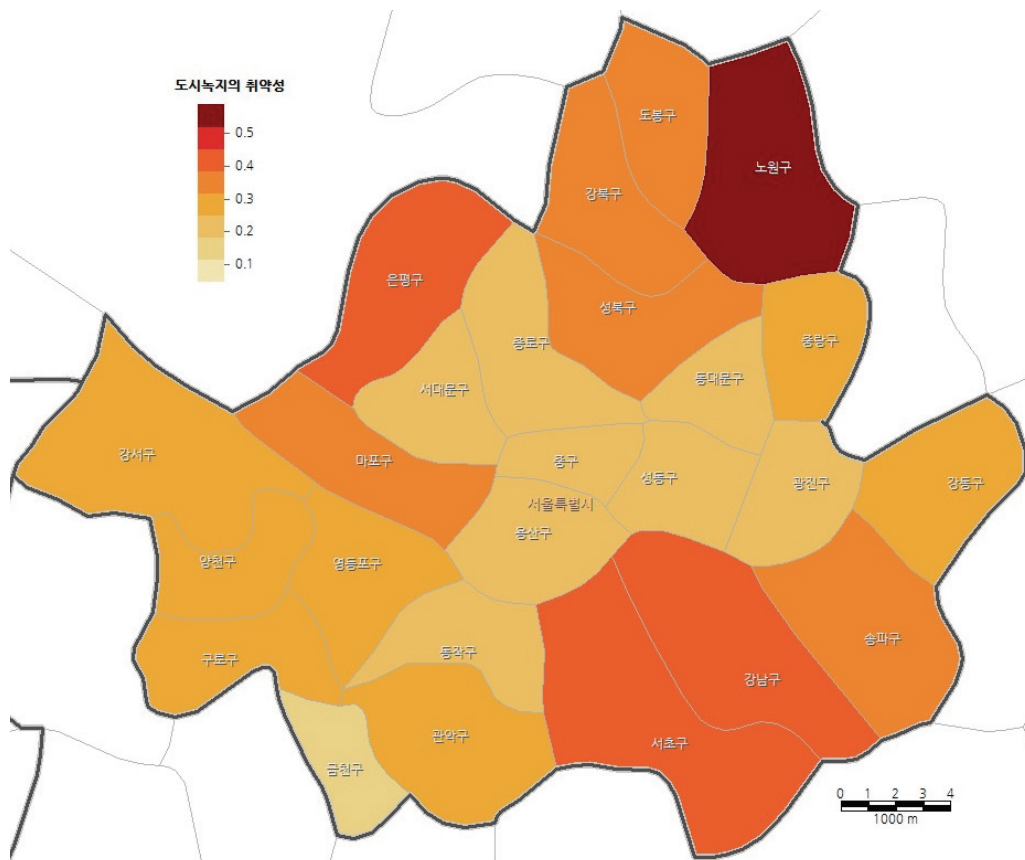 도시녹지의 취약성
0.5
0.4
0.3
0.2
0.1
도봉구
노원구
강북구
은평구
성북구
종로구
중랑구
동대문구
서대문구
강서구
마포구
중구
성동구
광진구
강동구
서울특별시
용산구
양천구
영등포구
구로구
동작구
송파구
강남구
관악구
서초구
금천구
0 1 2 3 4
1000 m